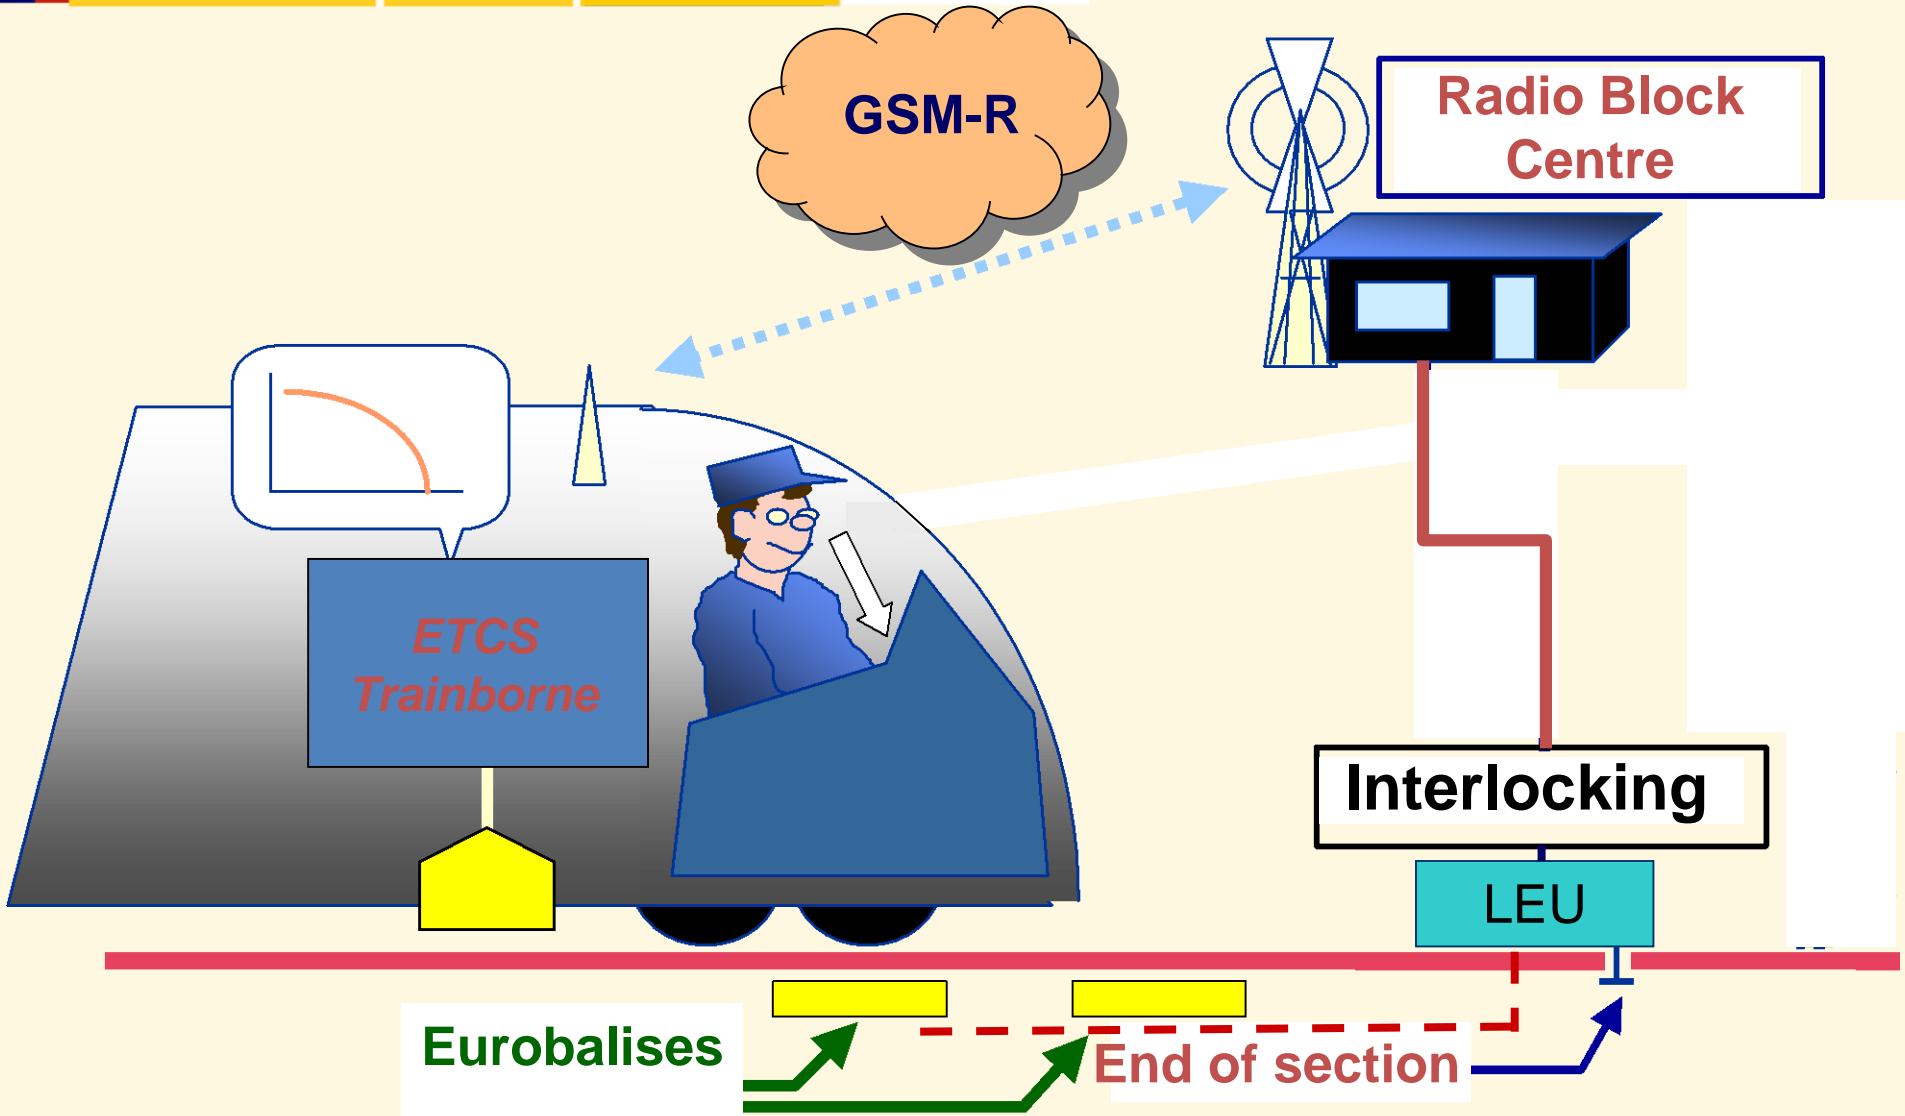 GSM-R
Radio Block
Centre
ETCS
Trainborne
Interlocking
LEU
Eurobalises
End of section